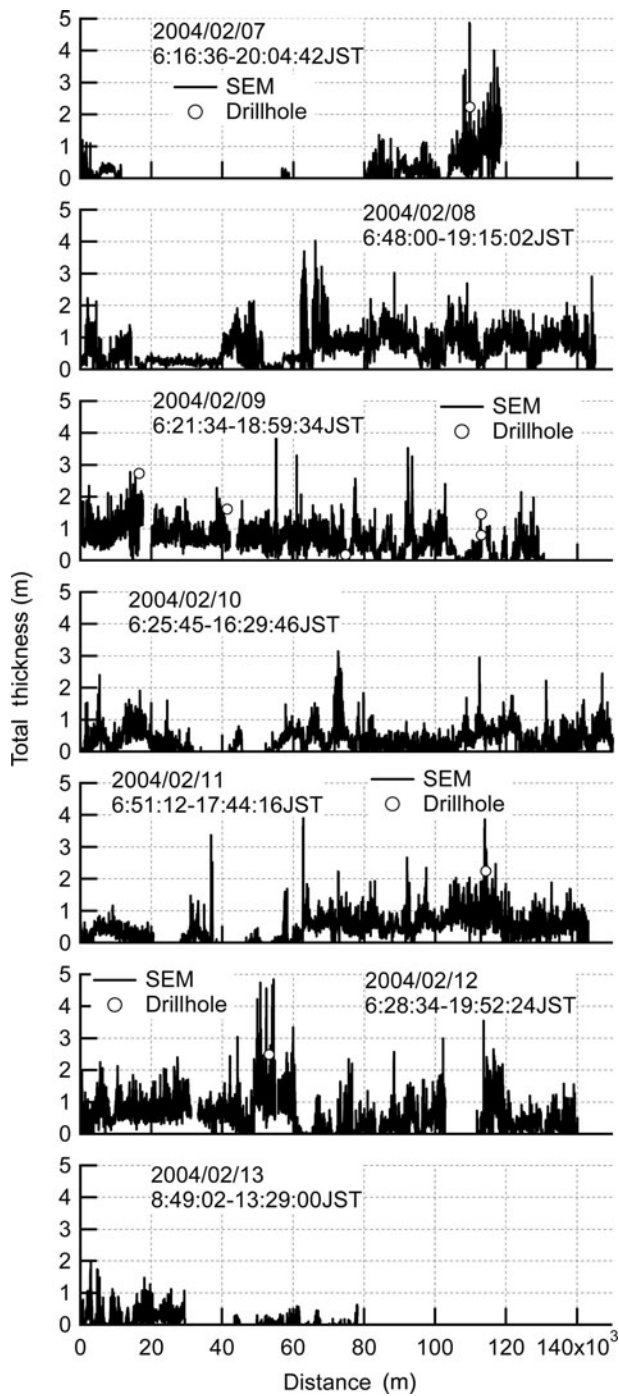 Total thickness (m)
5
4
3
2
1
0
2004/02/07
6:16:36-20:04:42JST
SEM
Drillhole
5
4
3
2
1
0
2004/02/08
6:48:00-19:15:02JST
5
4
3
2
1
0
2004/02/09
6:21:34-18:59:34JST
SEM
Drillhole
5
4
3
2
1
0
2004/02/10
6:25:45-16:29:46JST
5
4
3
2
1
0
2004/02/11
6:51:12-17:44:16JST
SEM
Drillhole
5
4
3
2
1
0
SEM
Drillhole
2004/02/12
6:28:34-19:52:24JST
5
4
3
2
1
0
2004/02/13
8:49:02-13:29:00JST
0 20 40 60 80 100 120 140x10³
Distance (m)